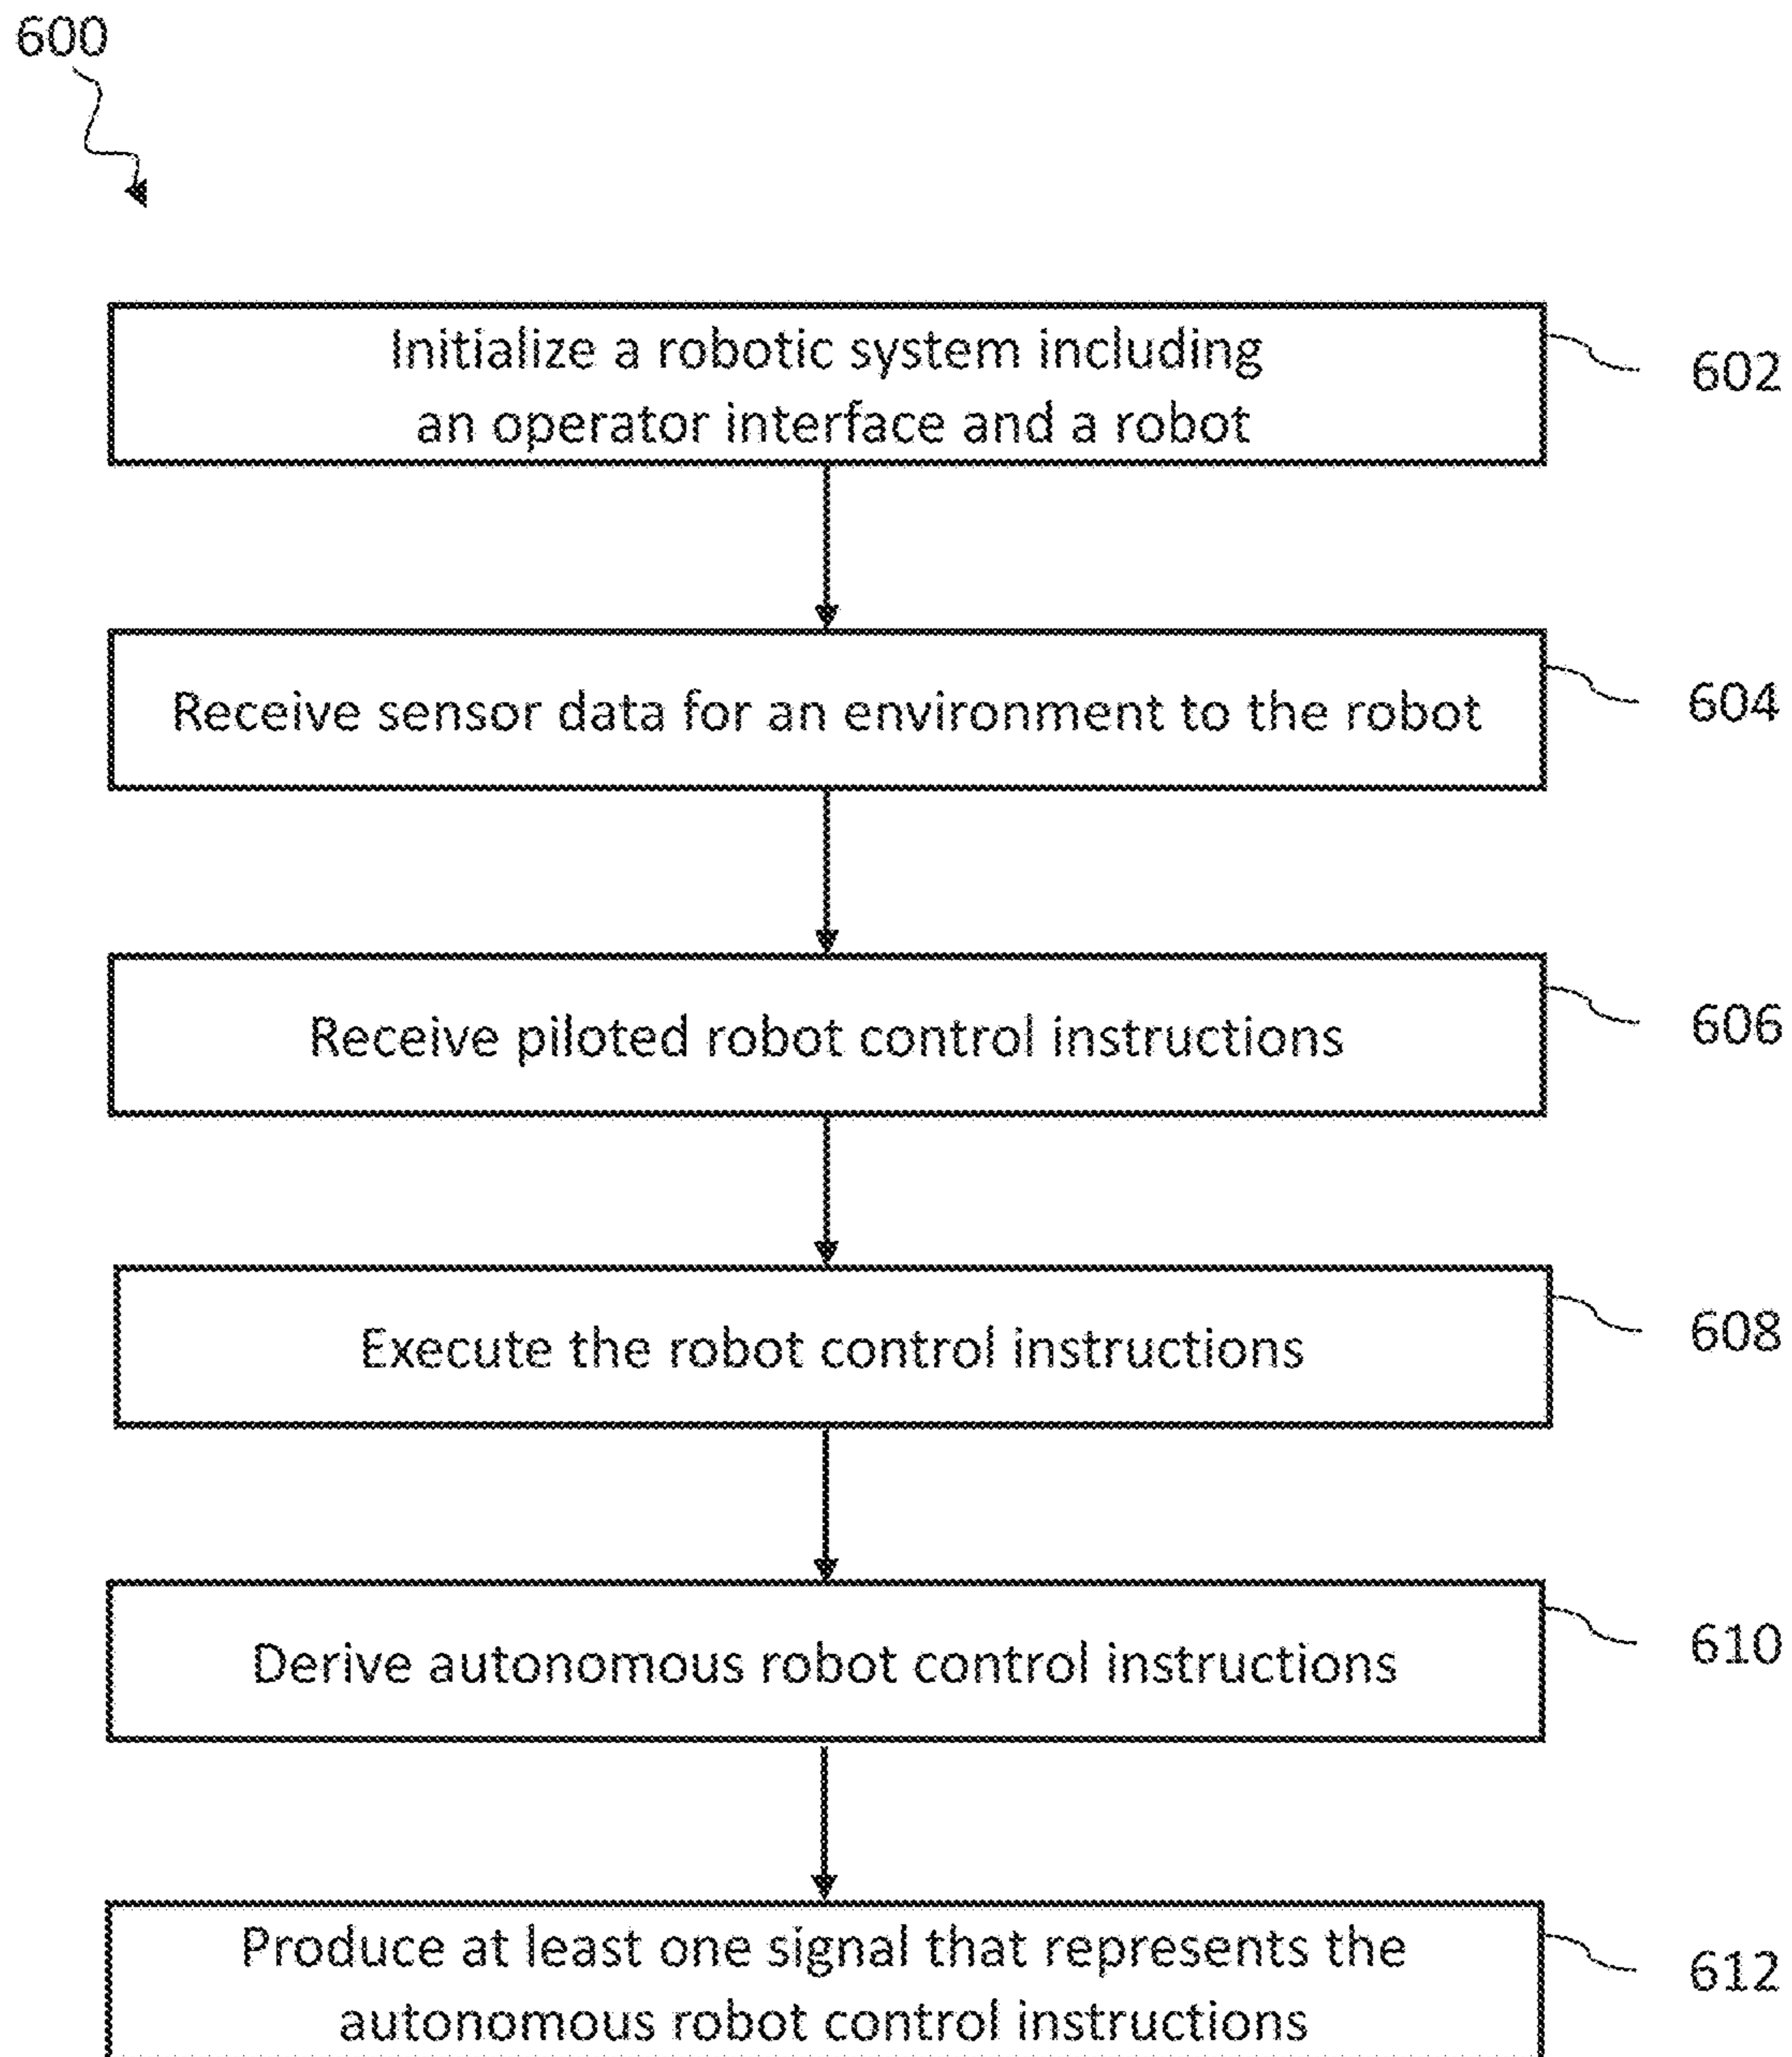 600
Initialize a robotic system including
an operator interface and a robot
602
Receive sensor data for an environment to the robot
604
Receive piloted robot control instructions
606
Execute the robot control instructions
608
Derive autonomous robot control instructions
610
Produce at least one signal that represents the
autonomous robot control instructions
612